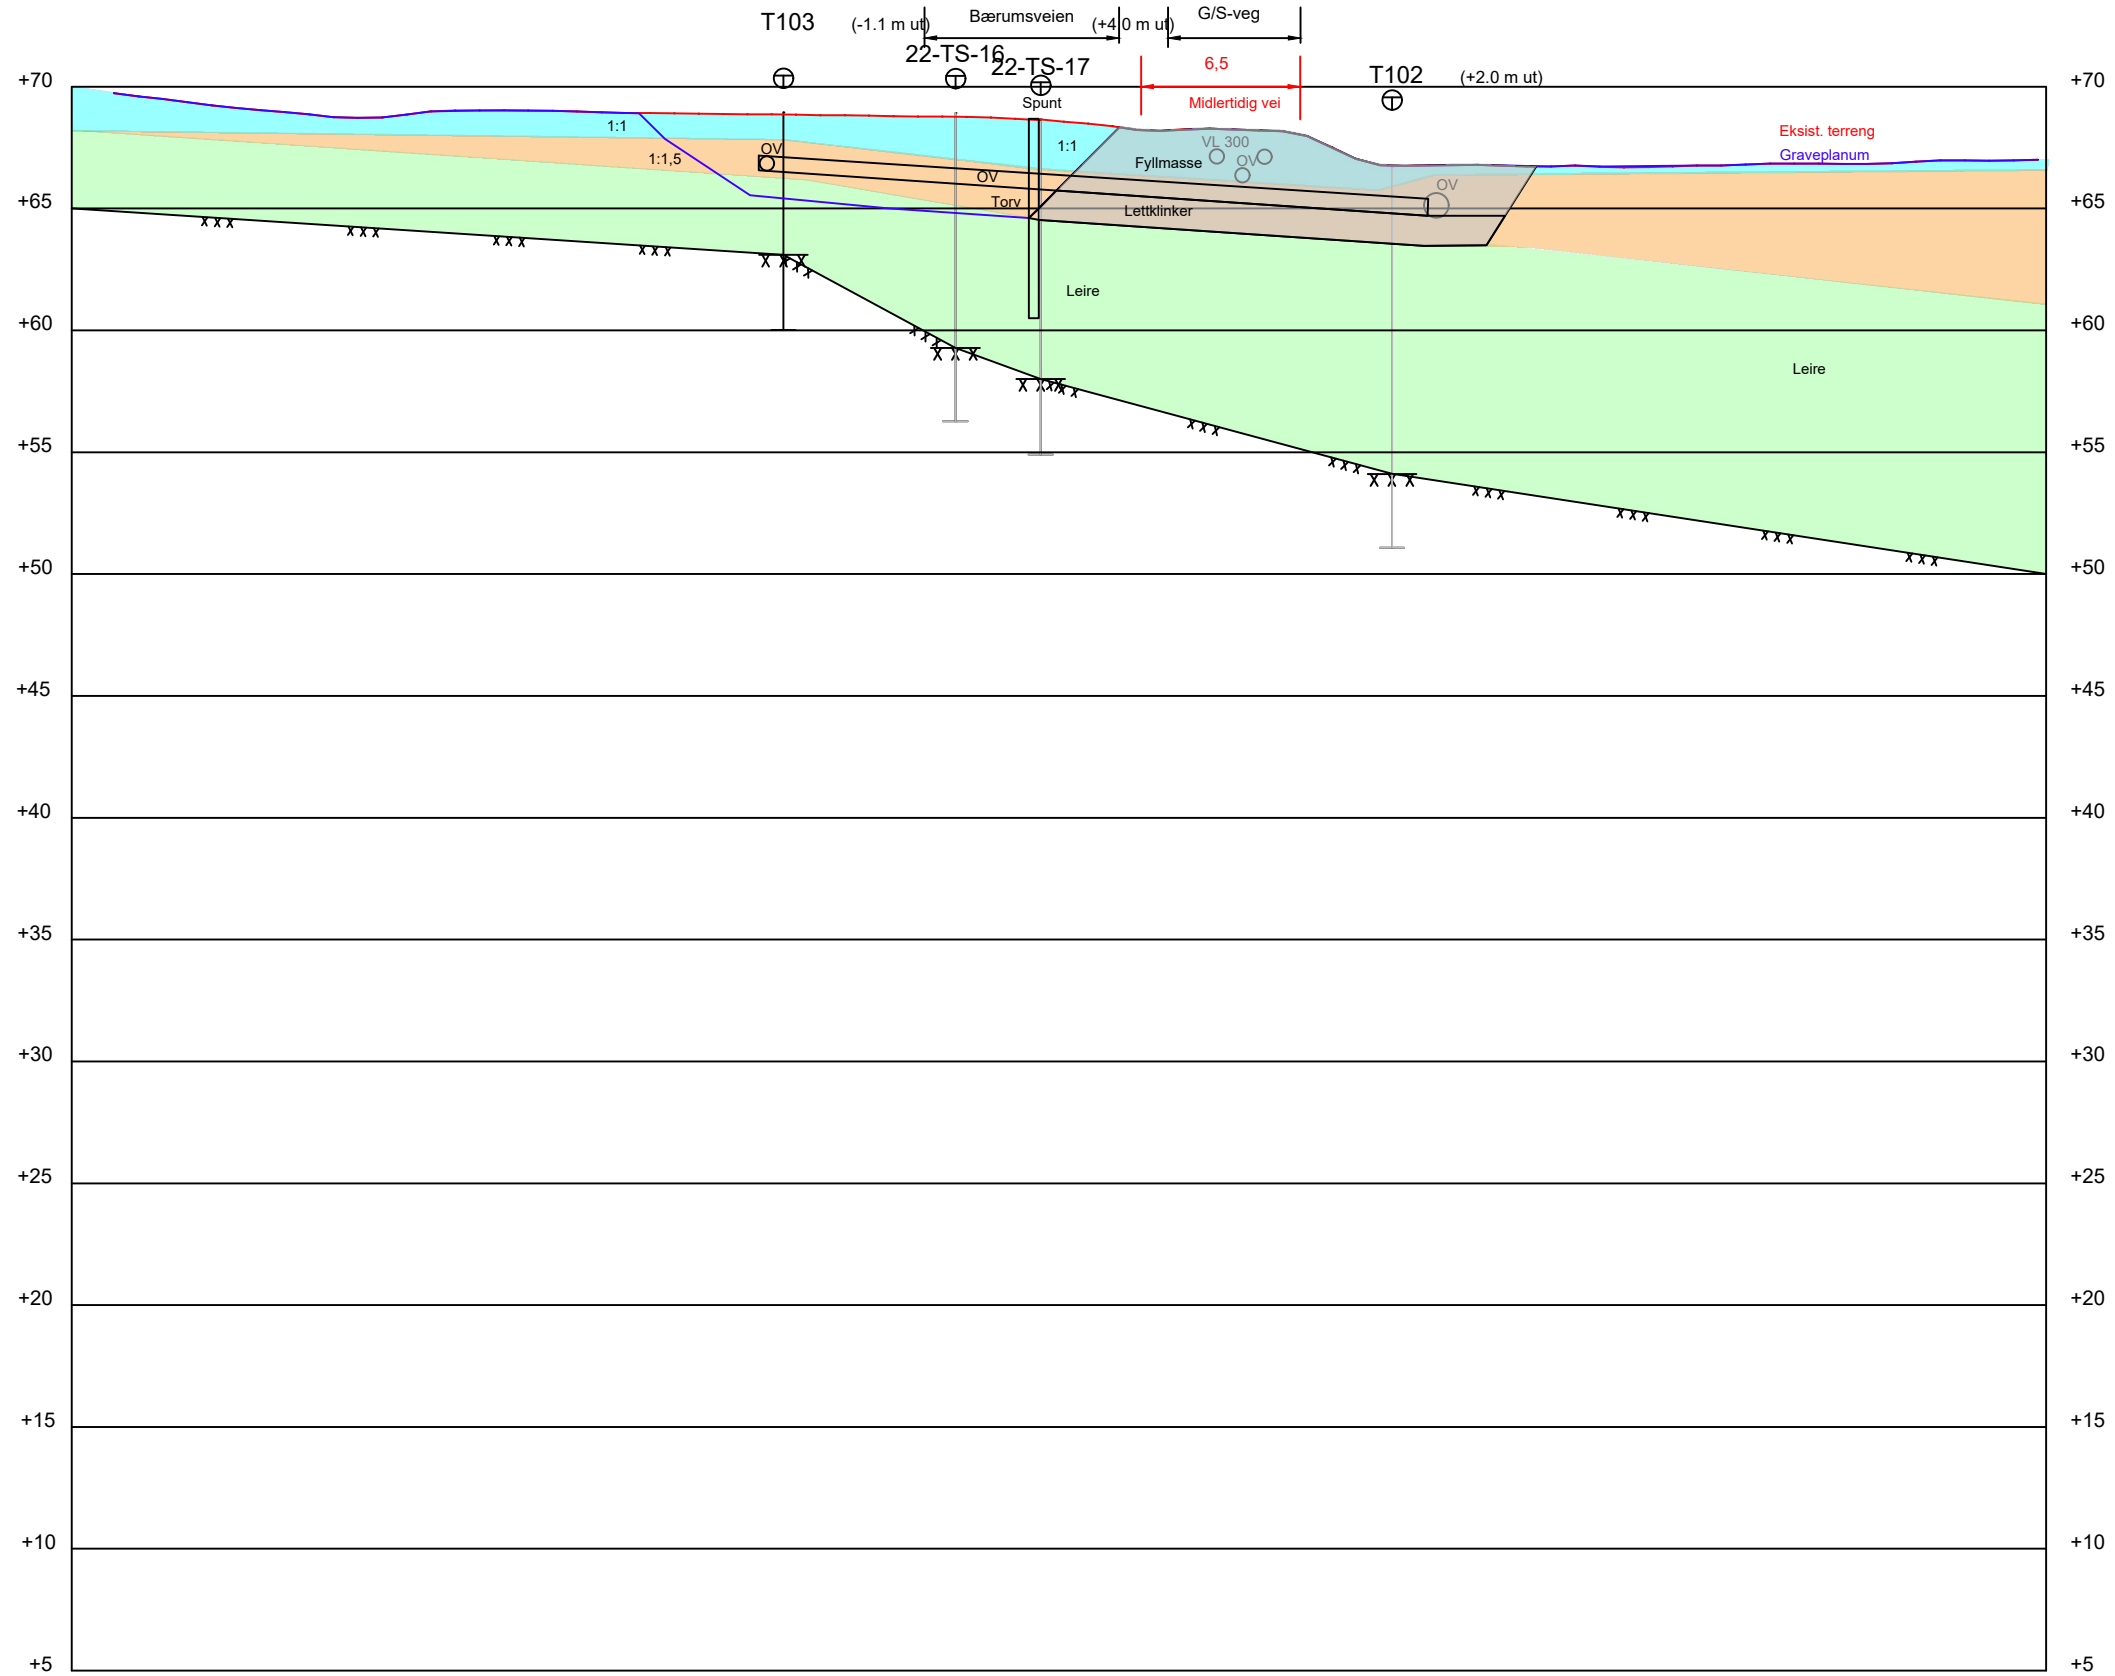 T103 (-1.1 m ut) Bærumsveien (+4.0 m ut) G/S-veg
22-TS-16
22-TS-17
6,5
T102 (+2.0 m ut)
+70 +70
Spunt
Midlertidig vei
1:1
1:1
Eksist. terreng
VL 300
OV
1:1,5
OV
Fyllmasse
Graveplanum
OV
OV
Torv
Lettklinker
+65 +65
Leire
+60 +60
Leire
+55 +55
+50 +50
+45 +45
+40 +40
+35 +35
+30 +30
+25 +25
+20 +20
+15 +15
+10 +10
+5 +5